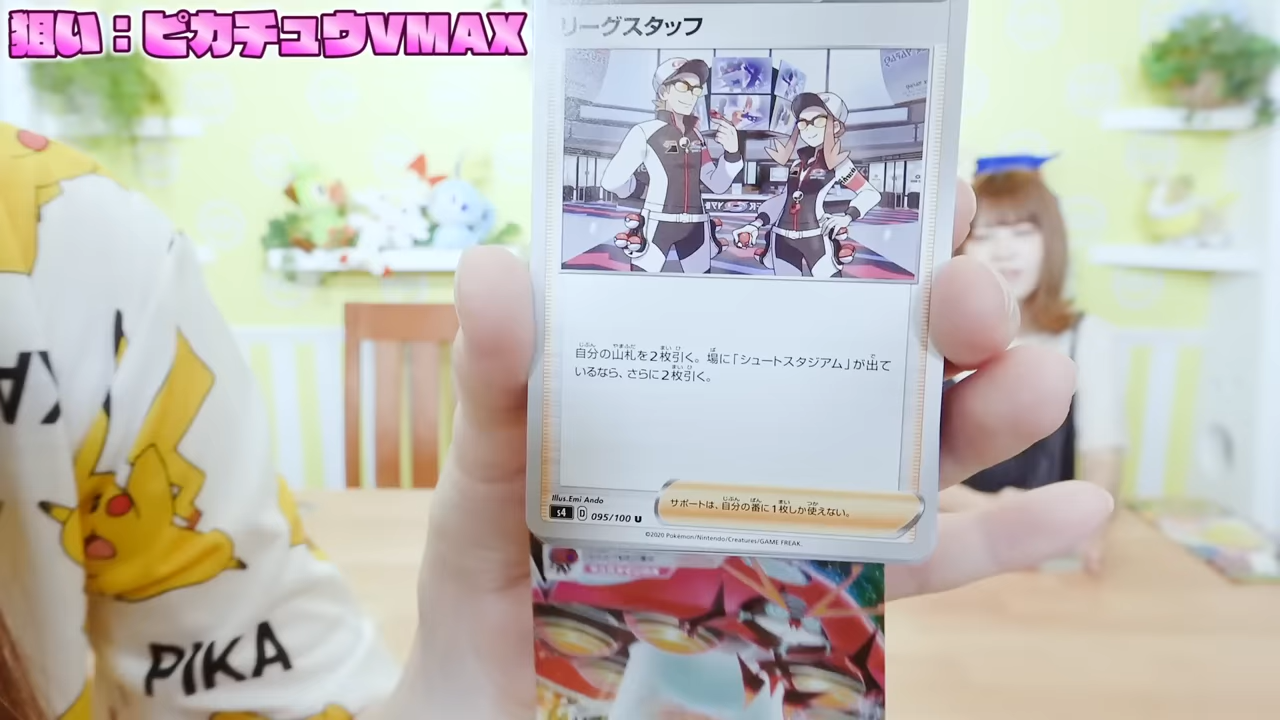 狙い：ピカチュウVMAX
リーグスタッフ
自分の山札を2枚引く。場に「シュートスタジアム」が出て
いるなら、さらに2枚引く。
Illus.Emi Ando
s4 D 095/100 U
サポートは、自分の番に1枚しか使えない。
©2020 Pokémon/Nintendo/Creatures/GAME FREAK.
PIKA